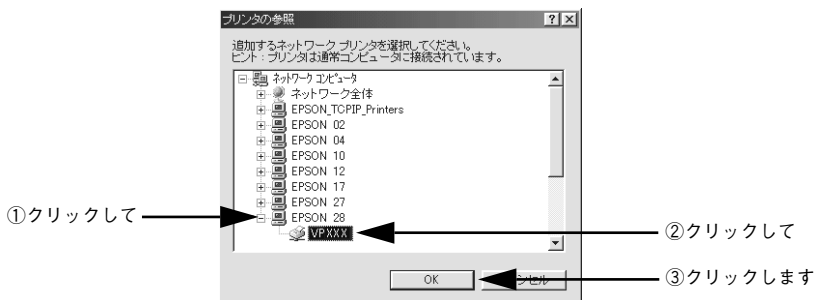 プリンタの参照
追加するネットワーク プリンタを選択してください。
ヒント : プリンタは通常コンピュータに接続されています。
ネットワーク コンピュータ
ネットワーク全体
EPSON_TCPIP_Printers
EPSON 02
EPSON 04
EPSON 10
EPSON 12
EPSON 17
EPSON 27
EPSON 28
VPXXX
①クリックして
②クリックして
OK
③クリックします